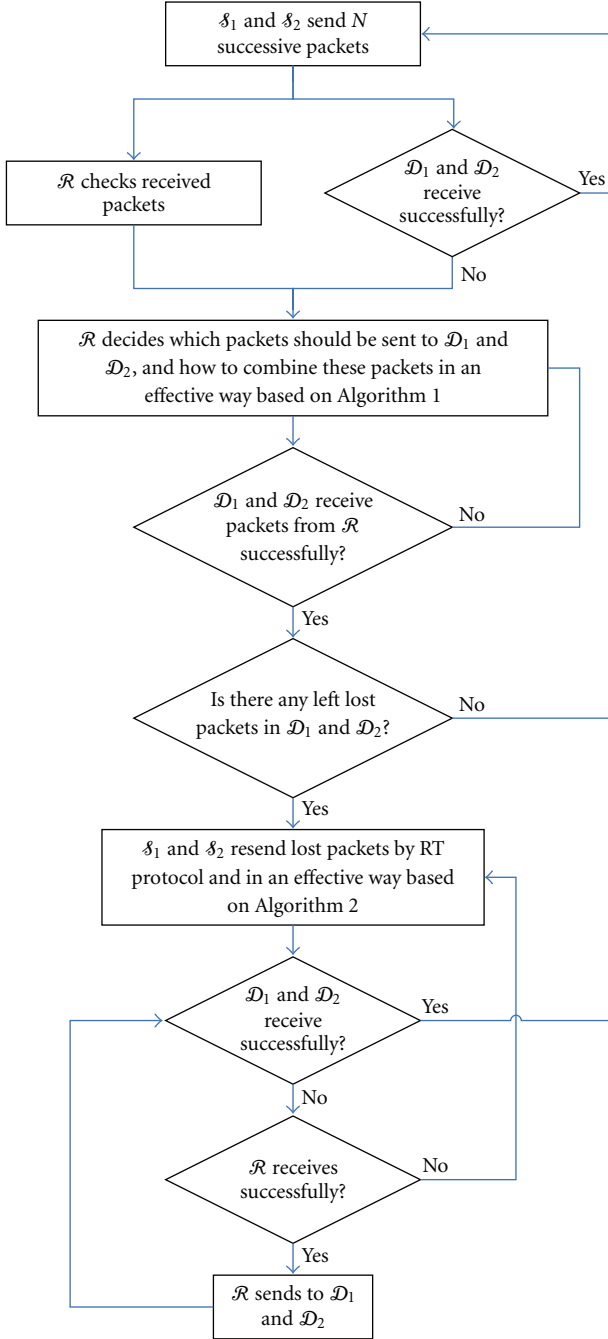 𝒮₁ and 𝒮₂ send N
successive packets
ℛ checks received
packets
𝒟₁ and 𝒟₂
receive
successfully?
Yes
No
ℛ decides which packets should be sent to 𝒟₁ and
𝒟₂, and how to combine these packets in an
effective way based on Algorithm 1
𝒟₁ and 𝒟₂ receive
packets from ℛ
successfully?
No
Yes
Is there any left lost
packets in 𝒟₁ and 𝒟₂?
No
Yes
𝒮₁ and 𝒮₂ resend lost packets by RT
protocol and in an effective way based
on Algorithm 2
𝒟₁ and 𝒟₂
receive
successfully?
Yes
No
ℛ receives
successfully?
No
Yes
ℛ sends to 𝒟₁
and 𝒟₂